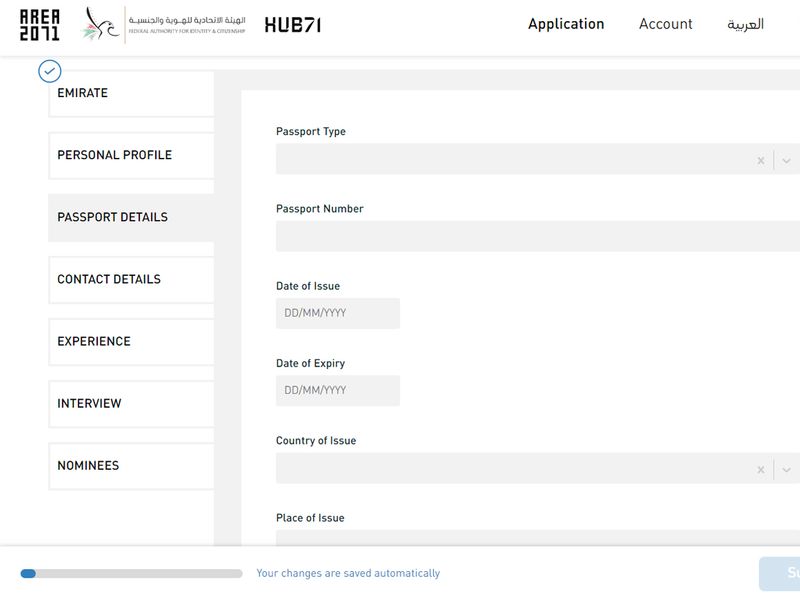 AREA
2071
الهيئة الاتحادية للهوية والجنسية
FEDERAL AUTHORITY FOR IDENTITY & CITIZENSHIP
HUB71
Application
Account
العربية
EMIRATE
PERSONAL PROFILE
PASSPORT DETAILS
CONTACT DETAILS
EXPERIENCE
INTERVIEW
NOMINEES
Passport Type
Passport Number
Date of Issue
DD/MM/YYYY
Date of Expiry
DD/MM/YYYY
Country of Issue
Place of Issue
Your changes are saved automatically